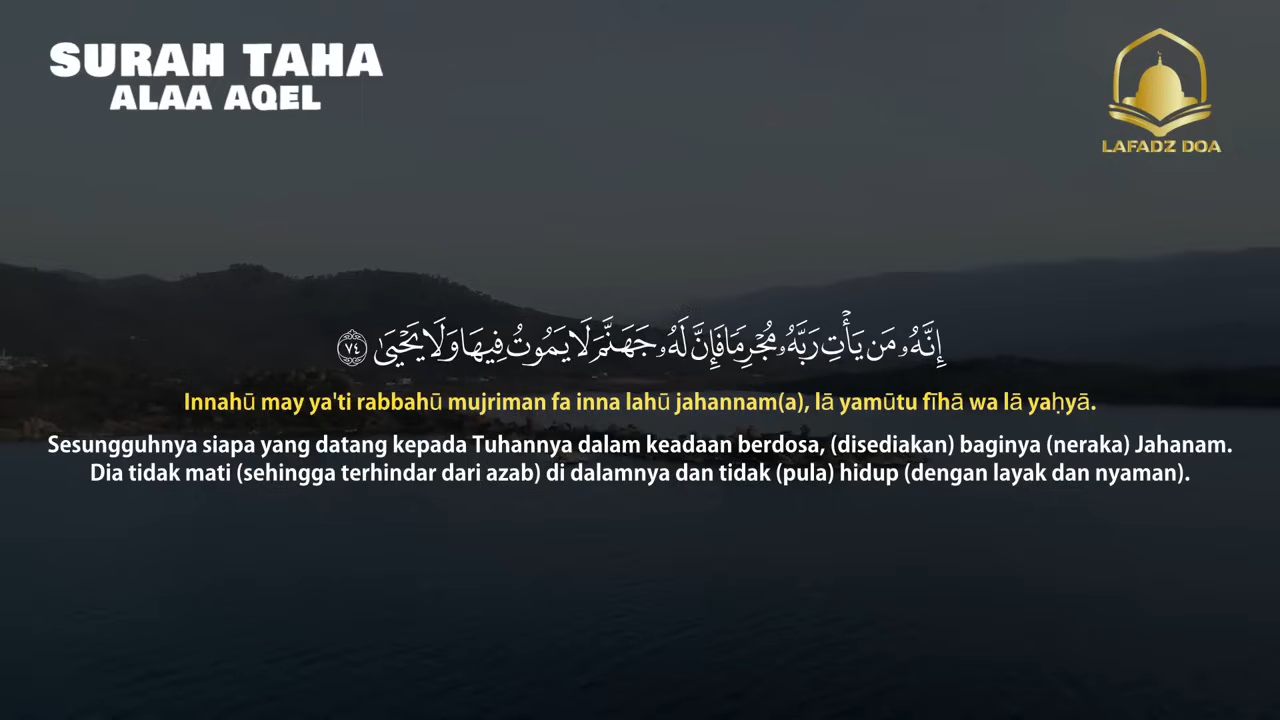 SURAH TAHA
ALAA AQEL
LAFADZ DOA
إِنَّهُۥ مَن يَأْتِ رَبَّهُۥ مُجْرِمًا فَإِنَّ لَهُۥ جَهَنَّمَ لَا يَمُوتُ فِيهَا وَلَا يَحْيَىٰ ٧٤
Innahū may ya'ti rabbahū mujriman fa inna lahū jahannam(a), lā yamūtu fīhā wa lā yaḥyā.
Sesungguhnya siapa yang datang kepada Tuhannya dalam keadaan berdosa, (disediakan) baginya (neraka) Jahanam.
Dia tidak mati (sehingga terhindar dari azab) di dalamnya dan tidak (pula) hidup (dengan layak dan nyaman).